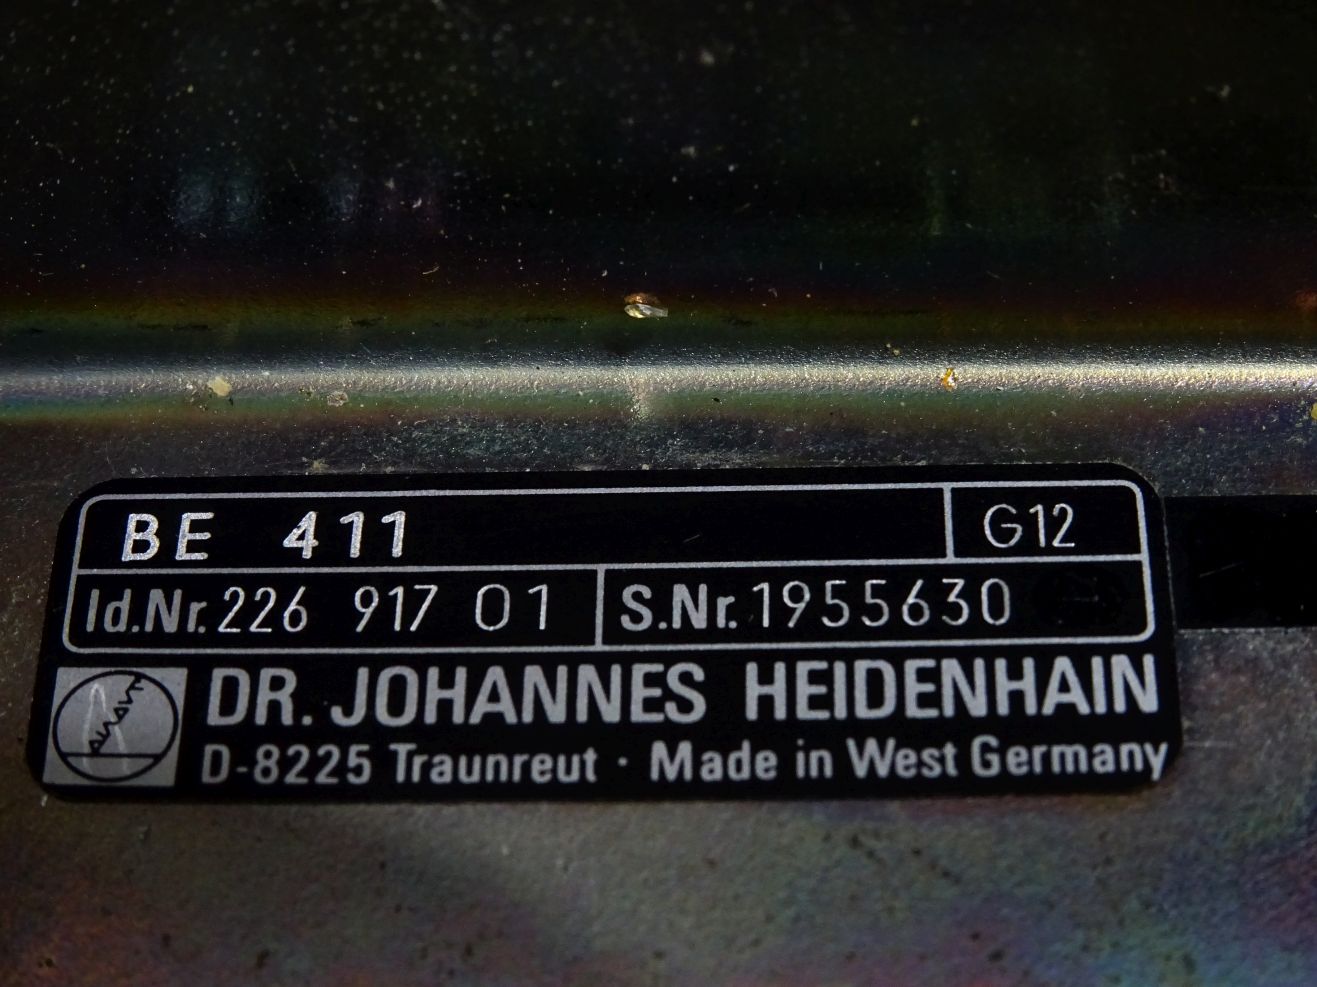 BE 411 G12
Id.Nr. 226 917 01 S.Nr. 1955630
DR. JOHANNES HEIDENHAIN
D-8225 Traunreut · Made in West Germany